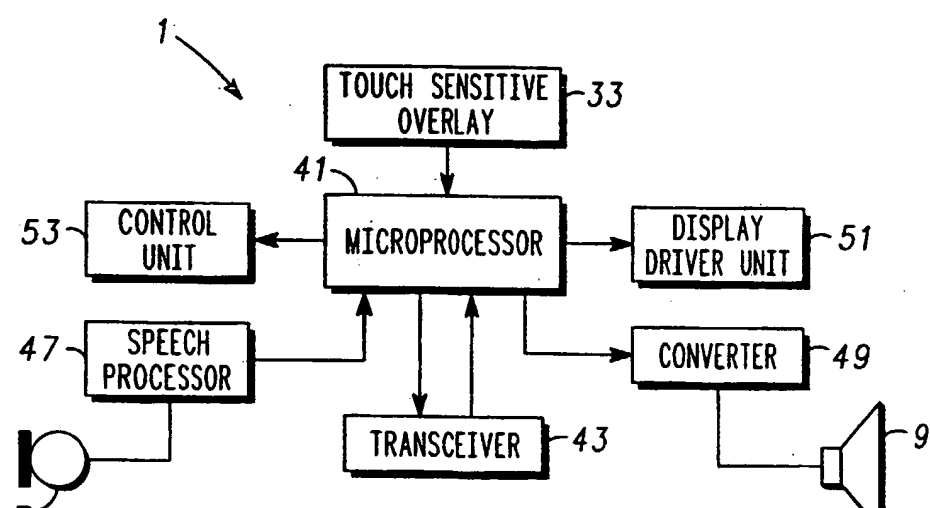 1
TOUCH SENSITIVE
OVERLAY
33
41
MICROPROCESSOR
53
CONTROL
UNIT
DISPLAY
DRIVER UNIT
51
47
SPEECH
PROCESSOR
CONVERTER
49
TRANSCEIVER
43
9